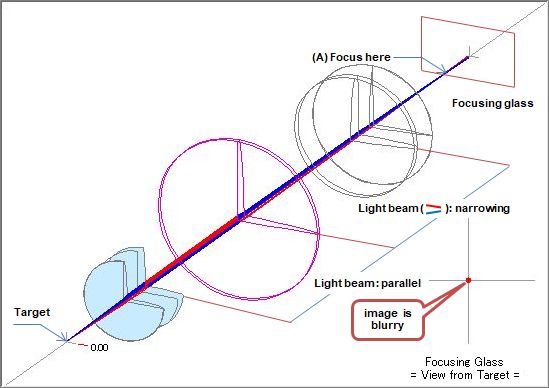 (A) Focus here
Focusing glass
Light beam ( ): narrowing
Light beam: parallel
image is
blurry
Target
0.00
Focusing Glass
= View from Target =